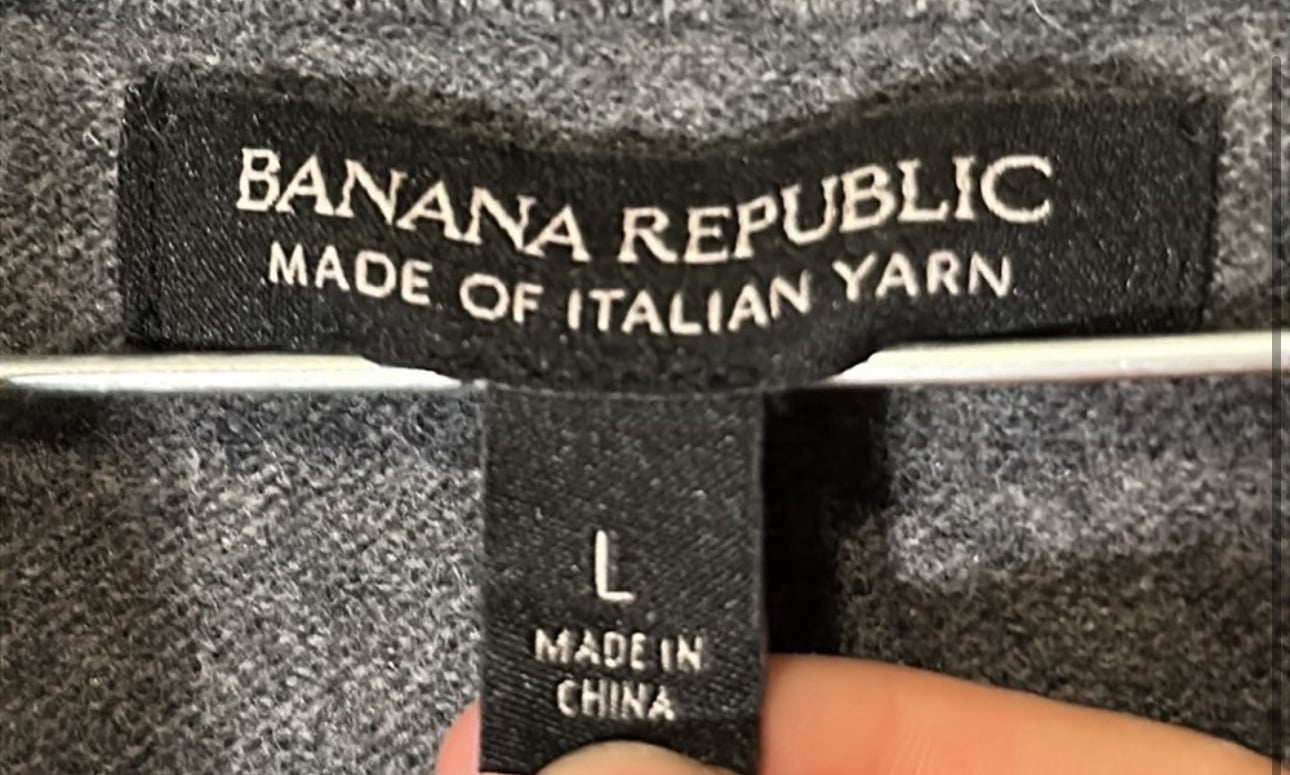 BANANA REPUBLIC
MADE OF ITALIAN YARN
L
MADE IN
CHINA